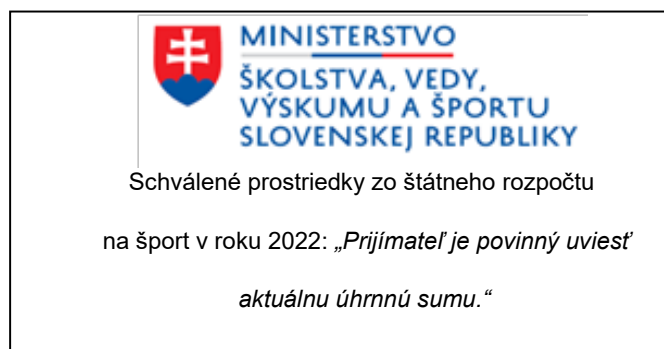 MINISTERSTVO
ŠKOLSTVA, VEDY,
VÝSKUMU A ŠPORTU
SLOVENSKEJ REPUBLIKY
Schválené prostriedky zo štátneho rozpočtu
na šport v roku 2022: „Prijímateľ je povinný uviesť
aktuálnu úhrnnú sumu.“